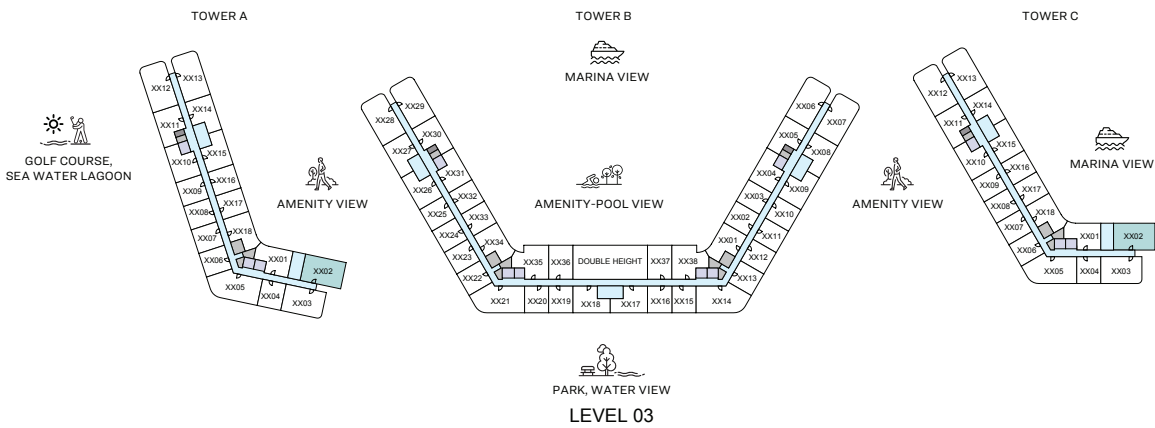 TOWER A
TOWER B
TOWER C
MARINA VIEW
GOLF COURSE,
SEA WATER LAGOON
AMENITY VIEW
AMENITY-POOL VIEW
AMENITY VIEW
MARINA VIEW
XX13
XX12
XX14
XX11
XX15
XX10
XX16
XX09
XX17
XX08
XX18
XX07
XX06
XX01
XX02
XX05
XX04
XX03
XX29
XX28
XX30
XX27
XX31
XX26
XX32
XX25
XX33
XX24
XX34
XX23
XX22
XX35
XX36
DOUBLE HEIGHT
XX37
XX38
XX21
XX20
XX19
XX18
XX17
XX16
XX15
XX14
XX06
XX07
XX05
XX08
XX04
XX09
XX03
XX10
XX02
XX11
XX01
XX12
XX13
XX13
XX12
XX14
XX11
XX15
XX10
XX16
XX09
XX17
XX08
XX18
XX07
XX06
XX01
XX02
XX05
XX04
XX03
PARK, WATER VIEW
LEVEL 03